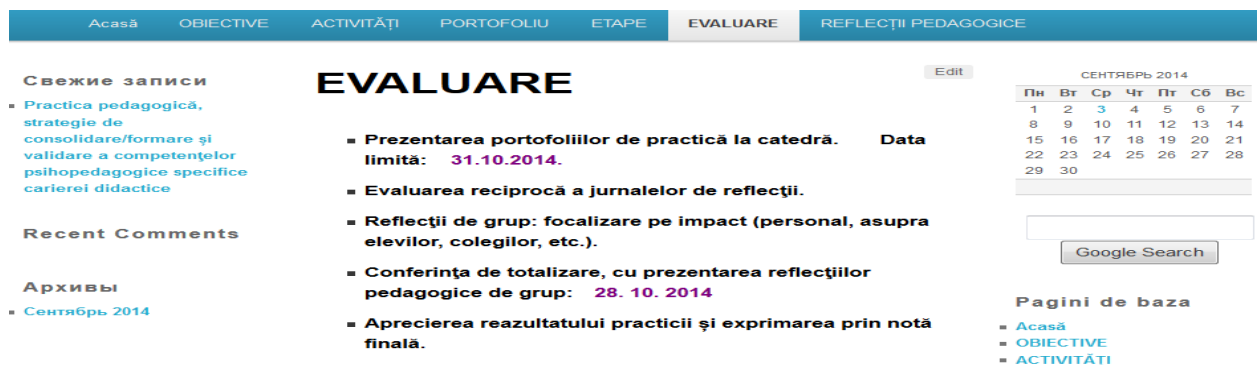 Acasă OBIECTIVE ACTIVITĂȚI PORTOFOLIU ETAPE EVALUARE REFLECȚII PEDAGOGICE
Свежие записи
Practica pedagogică,
strategie de
consolidare/formare și
validare a competențelor
psihopedagogice specifice
carierei didactice
Recent Comments
Архивы
Сентябрь 2014
EVALUARE
Edit
Prezentarea portofoliilor de practică la catedră. Data
limită: 31.10.2014.
Evaluarea reciprocă a jurnalelor de reflecţii.
Reflecţii de grup: focalizare pe impact (personal, asupra
elevilor, colegilor, etc.).
Conferinţa de totalizare, cu prezentarea reflecţiilor
pedagogice de grup: 28. 10. 2014
Aprecierea reazultatului practicii și exprimarea prin notă
finală.
СЕНТЯБРЬ 2014
Пн Вт Ср Чт Пт Сб Вс
1 2 3 4 5 6 7
8 9 10 11 12 13 14
15 16 17 18 19 20 21
22 23 24 25 26 27 28
29 30
Google Search
Pagini de baza
Acasă
OBIECTIVE
ACTIVITĂTI